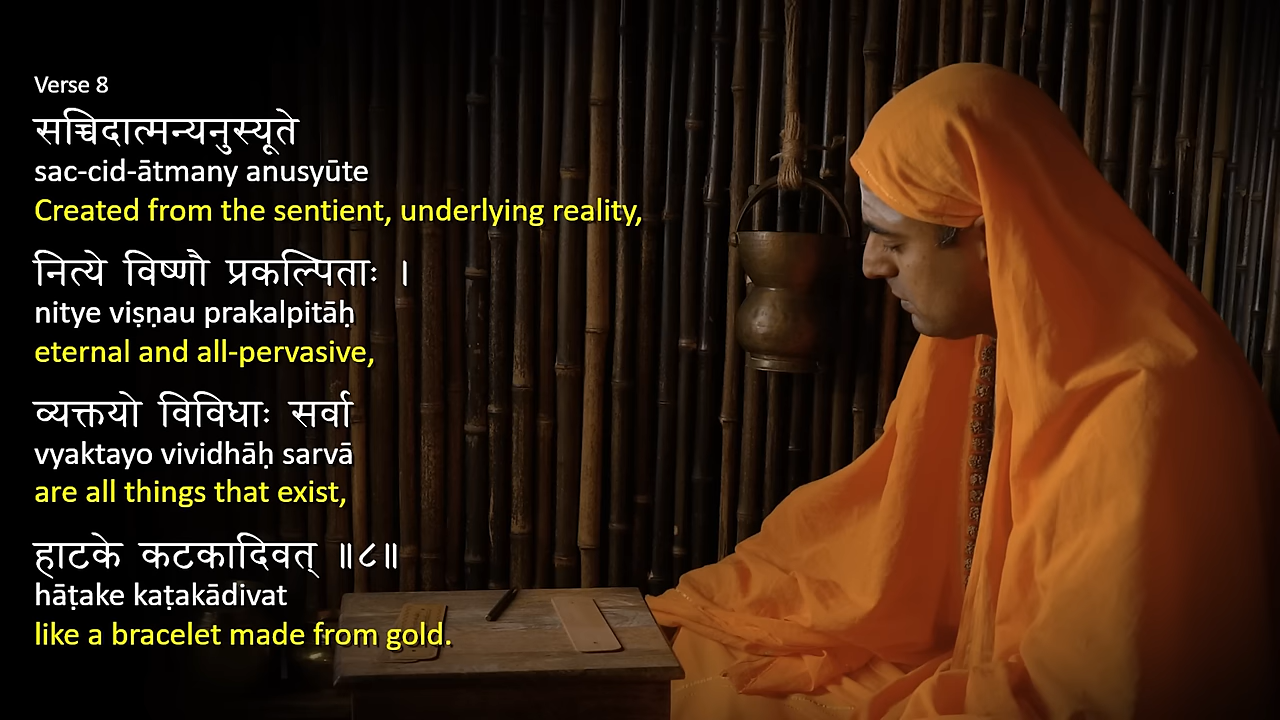 Verse 8
सच्चिदात्मन्यनुस्यूते
sac-cid-ātmany anusyūte
Created from the sentient, underlying reality,
नित्ये विष्णौ प्रकल्पिताः ।
nitye viṣṇau prakalpitāḥ
eternal and all-pervasive,
व्यक्तयो विविधाः सर्वा
vyaktayo vividhāḥ sarvā
are all things that exist,
हाटके कटकादिवत् ॥८॥
hāṭake kaṭakādivat
like a bracelet made from gold.